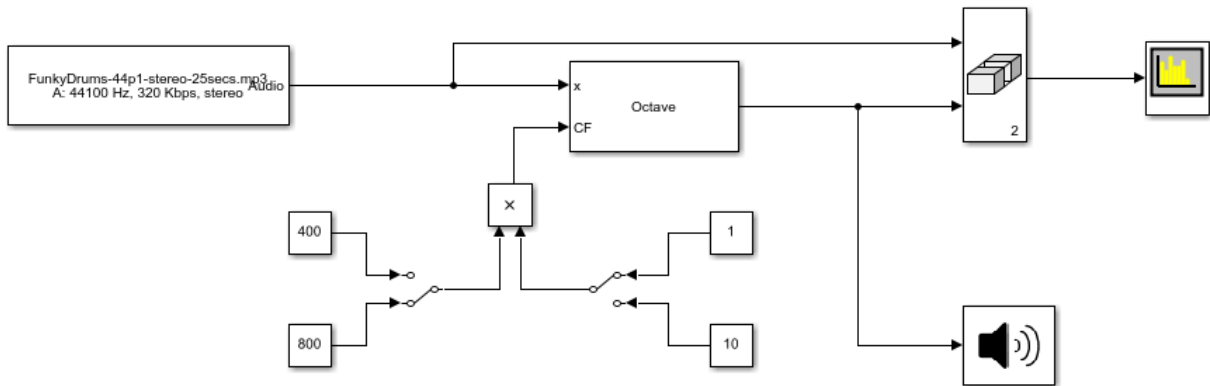 FunkyDrums-44p1-stereo-25secs.mp3
A: 44100 Hz, 320 Kbps, stereo
Audio
x
Octave
CF
2
×
400
1
800
10